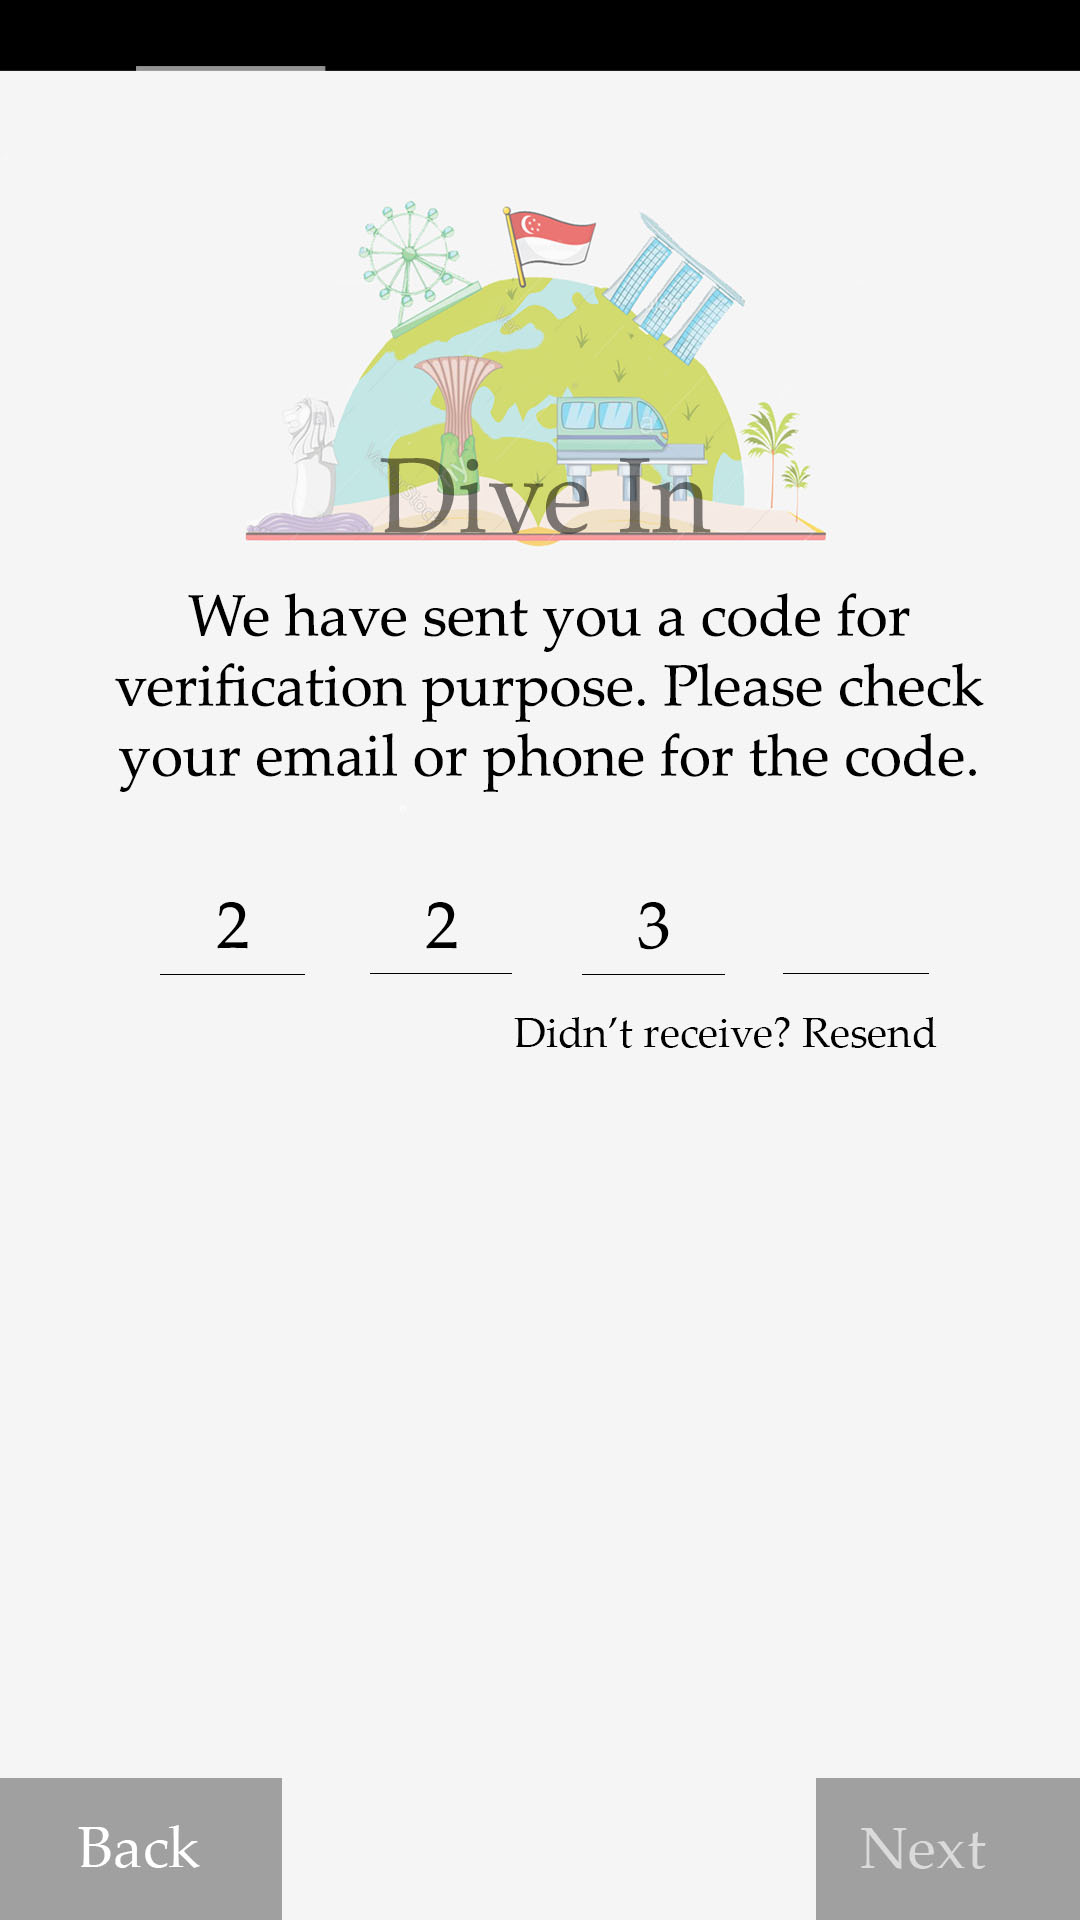 Dive In
We have sent you a code for
verification purpose. Please check
your email or phone for the code.
2 2 3
Didn’t receive? Resend
Back Next